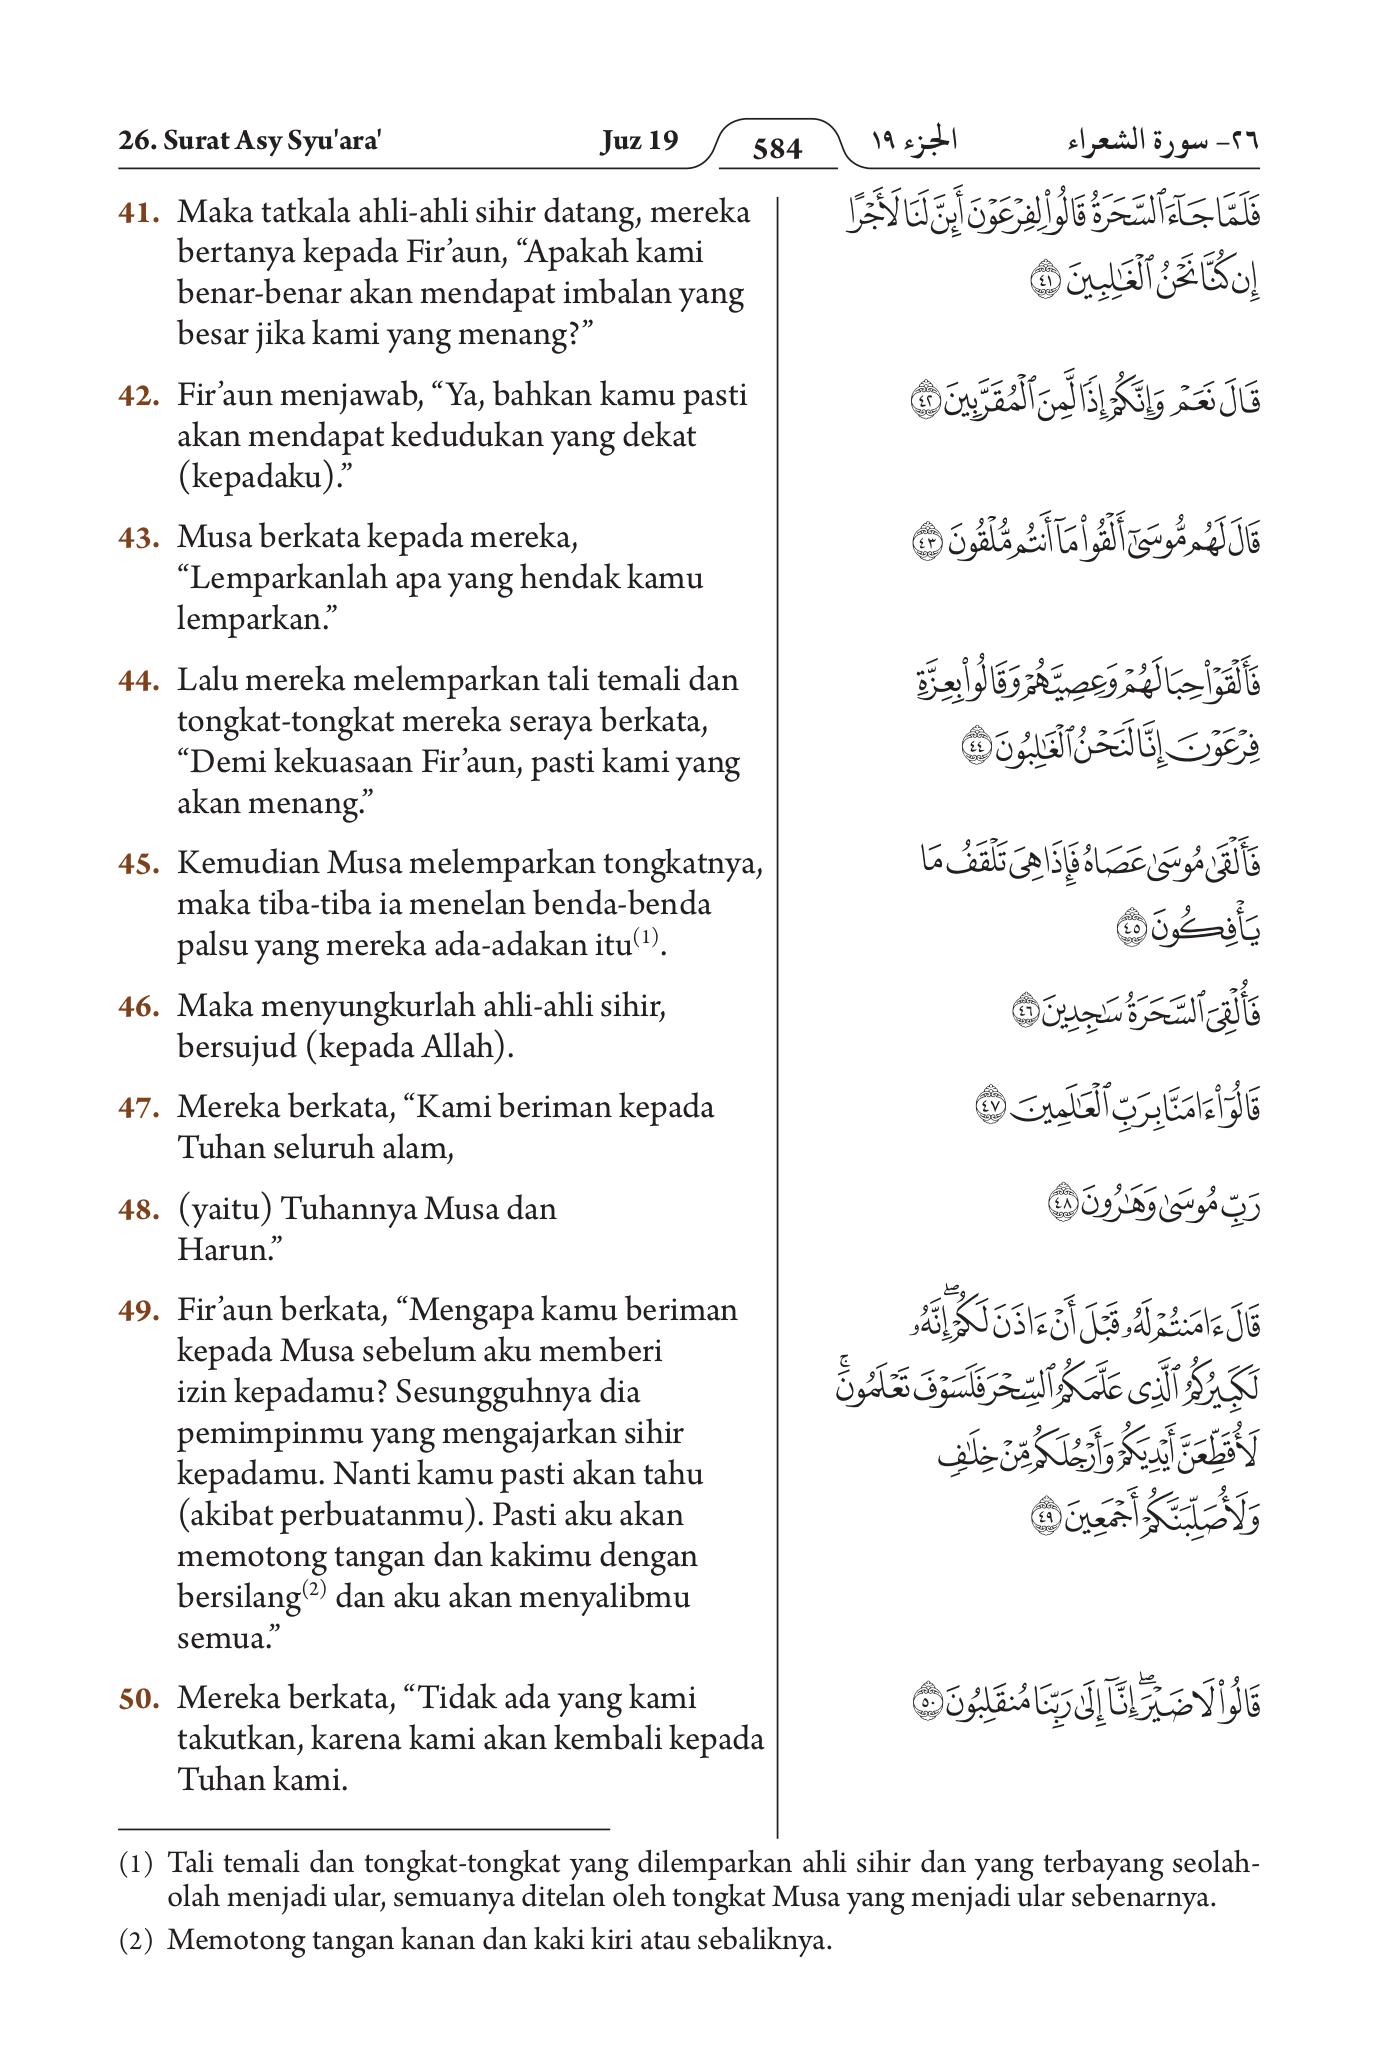 26. Surat Asy Syu'ara'
Juz 19
584
الجزء ١٩
٢٦- سورة الشعراء
41. Maka tatkala ahli-ahli sihir datang, mereka
bertanya kepada Fir’aun, “Apakah kami
benar-benar akan mendapat imbalan yang
besar jika kami yang menang?”
42. Fir’aun menjawab, “Ya, bahkan kamu pasti
akan mendapat kedudukan yang dekat
(kepadaku).”
43. Musa berkata kepada mereka,
“Lemparkanlah apa yang hendak kamu
lemparkan.”
44. Lalu mereka melemparkan tali temali dan
tongkat-tongkat mereka seraya berkata,
“Demi kekuasaan Fir’aun, pasti kami yang
akan menang.”
45. Kemudian Musa melemparkan tongkatnya,
maka tiba-tiba ia menelan benda-benda
palsu yang mereka ada-adakan itu(1).
46. Maka menyungkurlah ahli-ahli sihir,
bersujud (kepada Allah).
47. Mereka berkata, “Kami beriman kepada
Tuhan seluruh alam,
48. (yaitu) Tuhannya Musa dan
Harun.”
49. Fir’aun berkata, “Mengapa kamu beriman
kepada Musa sebelum aku memberi
izin kepadamu? Sesungguhnya dia
pemimpinmu yang mengajarkan sihir
kepadamu. Nanti kamu pasti akan tahu
(akibat perbuatanmu). Pasti aku akan
memotong tangan dan kakimu dengan
bersilang(2) dan aku akan menyalibmu
semua.”
50. Mereka berkata, “Tidak ada yang kami
takutkan, karena kami akan kembali kepada
Tuhan kami.
فَلَمَّا جَآءَ ٱلسَّحَرَةُ قَالُوا۟ لِفِرْعَوْنَ أَئِنَّ لَنَا لَأَجْرًا
إِن كُنَّا نَحْنُ ٱلْغَـٰلِبِينَ ٤١
قَالَ نَعَمْ وَإِنَّكُمْ إِذًا لَّمِنَ ٱلْمُقَرَّبِينَ ٤٢
قَالَ لَهُم مُّوسَىٰٓ أَلْقُوا۟ مَآ أَنتُم مُّلْقُونَ ٤٣
فَأَلْقَوْا۟ حِبَالَهُمْ وَعِصِيَّهُمْ وَقَالُوا۟ بِعِزَّةِ
فِرْعَوْنَ إِنَّا لَنَحْنُ ٱلْغَـٰلِبُونَ ٤٤
فَأَلْقَىٰ مُوسَىٰ عَصَاهُ فَإِذَا هِىَ تَلْقَفُ مَا
يَأْفِكُونَ ٤٥
فَأُلْقِىَ ٱلسَّحَرَةُ سَـٰجِدِينَ ٤٦
قَالُوٓا۟ ءَامَنَّا بِرَبِّ ٱلْعَـٰلَمِينَ ٤٧
رَبِّ مُوسَىٰ وَهَـٰرُونَ ٤٨
قَالَ ءَامَنتُمْ لَهُۥ قَبْلَ أَنْ ءَاذَنَ لَكُمْ ۖ إِنَّهُۥ
لَكَبِيرُكُمُ ٱلَّذِى عَلَّمَكُمُ ٱلسِّحْرَ فَلَسَوْفَ تَعْلَمُونَ ۚ
لَأُقَطِّعَنَّ أَيْدِيَكُمْ وَأَرْجُلَكُم مِّنْ خِلَـٰفٍ
وَلَأُصَلِّبَنَّكُمْ أَجْمَعِينَ ٤٩
قَالُوا۟ لَا ضَيْرَ ۖ إِنَّآ إِلَىٰ رَبِّنَا مُنقَلِبُونَ ٥٠
(1) Tali temali dan tongkat-tongkat yang dilemparkan ahli sihir dan yang terbayang seolah-
olah menjadi ular, semuanya ditelan oleh tongkat Musa yang menjadi ular sebenarnya.
(2) Memotong tangan kanan dan kaki kiri atau sebaliknya.